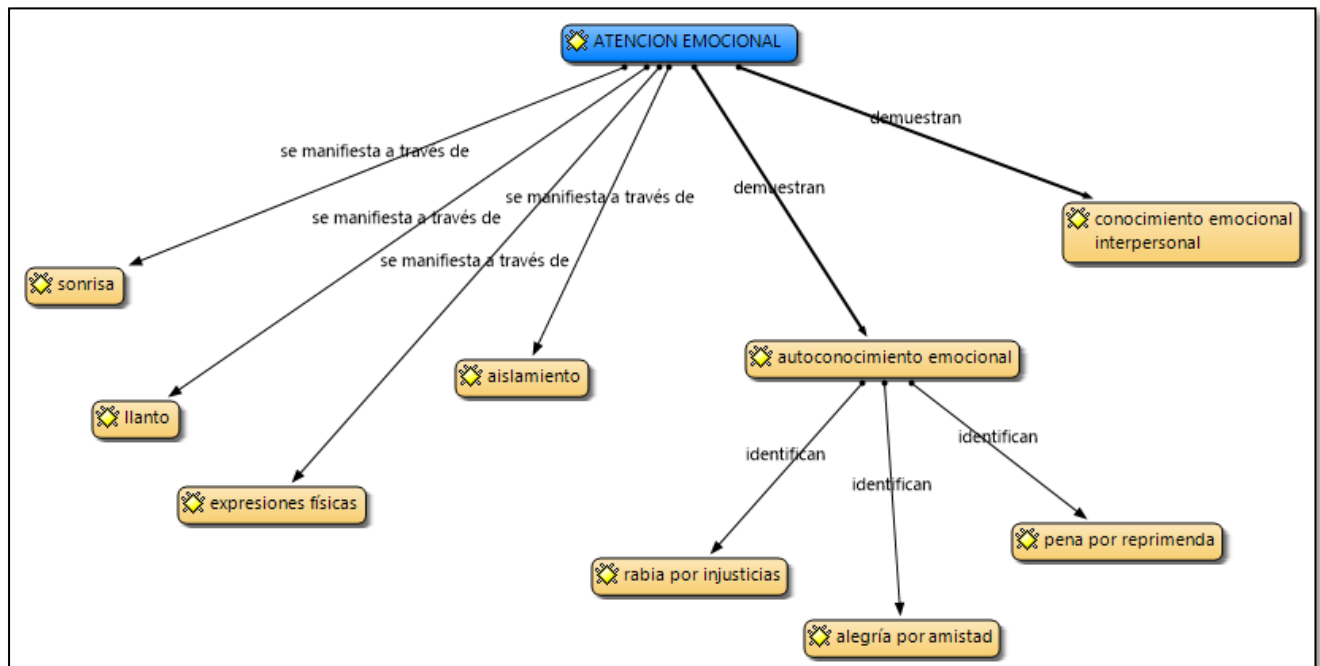 ATENCION EMOCIONAL
demuestran
se manifiesta a través de
se manifiesta a través de
demuestran
se manifiesta a través de
conocimiento emocional
interpersonal
se manifiesta a través de
sonrisa
autoconocimiento emocional
aislamiento
llanto
identifican
identifican
identifican
expresiones físicas
pena por reprimenda
rabia por injusticias
alegría por amistad